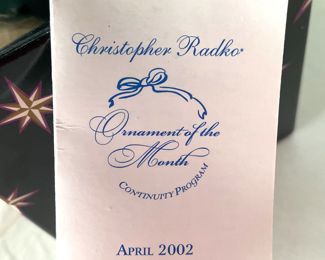 Christopher Radko®
Ornament of the
Month
CONTINUITY PROGRAM
APRIL 2002